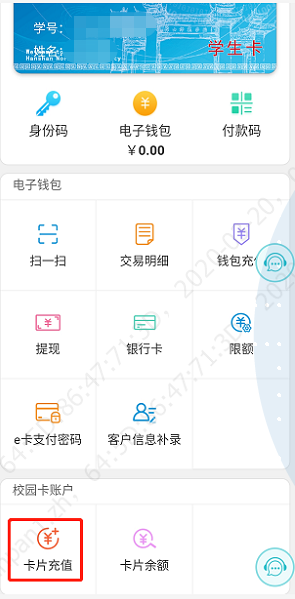 学号：
姓名：
学生卡
身份码
电子钱包
付款码
￥0.00
电子钱包
扫一扫
交易明细
钱包充
提现
银行卡
限额
e卡支付密码
客户信息补录
校园卡账户
卡片充值
卡片余额